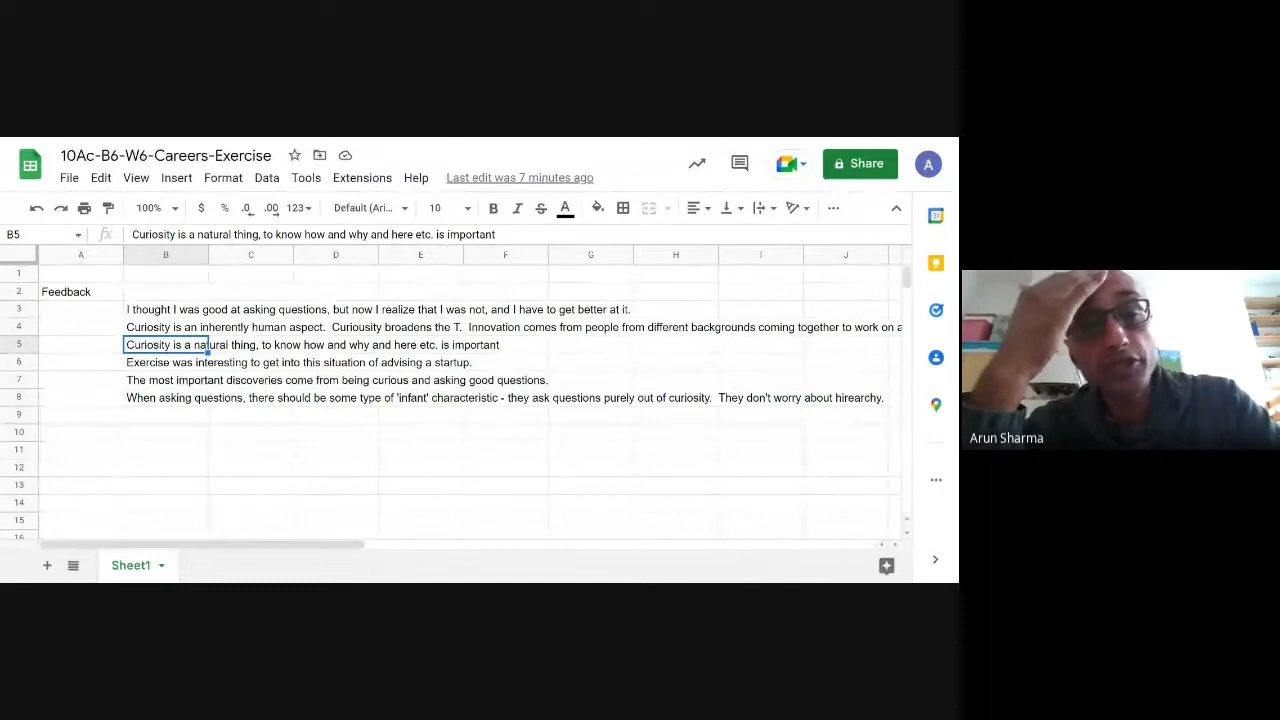 10Ac-B6-W6-Careers-Exercise
File Edit View Insert Format Data Tools Extensions Help Last edit was 7 minutes ago
Share
A
100% $ % .0 .00 123 Default (Ari... 10 B I S A
31
B5 fx Curiosity is a natural thing, to know how and why and here etc. is important
A B C D E F G H I J
1
2 Feedback
3 I thought I was good at asking questions, but now I realize that I was not, and I have to get better at it.
4 Curiosity is an inherently human aspect. Curiousity broadens the T. Innovation comes from people from different backgrounds coming together to work on a
5 Curiosity is a natural thing, to know how and why and here etc. is important
6 Exercise was interesting to get into this situation of advising a startup.
7 The most important discoveries come from being curious and asking good questions.
8 When asking questions, there should be some type of 'infant' characteristic - they ask questions purely out of curiosity. They don't worry about hirearchy.
9
10
11
12
13
14
15
16
Sheet1
Arun Sharma